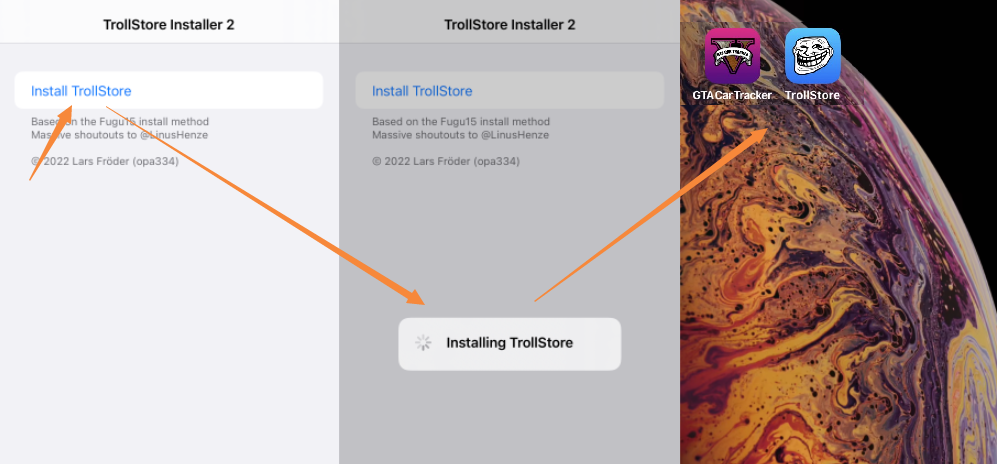 TrollStore Installer 2
Install TrollStore
Based on the Fugu15 install method
Massive shoutouts to @LinusHenze
© 2022 Lars Fröder (opa334)
TrollStore Installer 2
Install TrollStore
Based on the Fugu15 install method
Massive shoutouts to @LinusHenze
© 2022 Lars Fröder (opa334)
Installing TrollStore
GTACarTracker
TrollStore